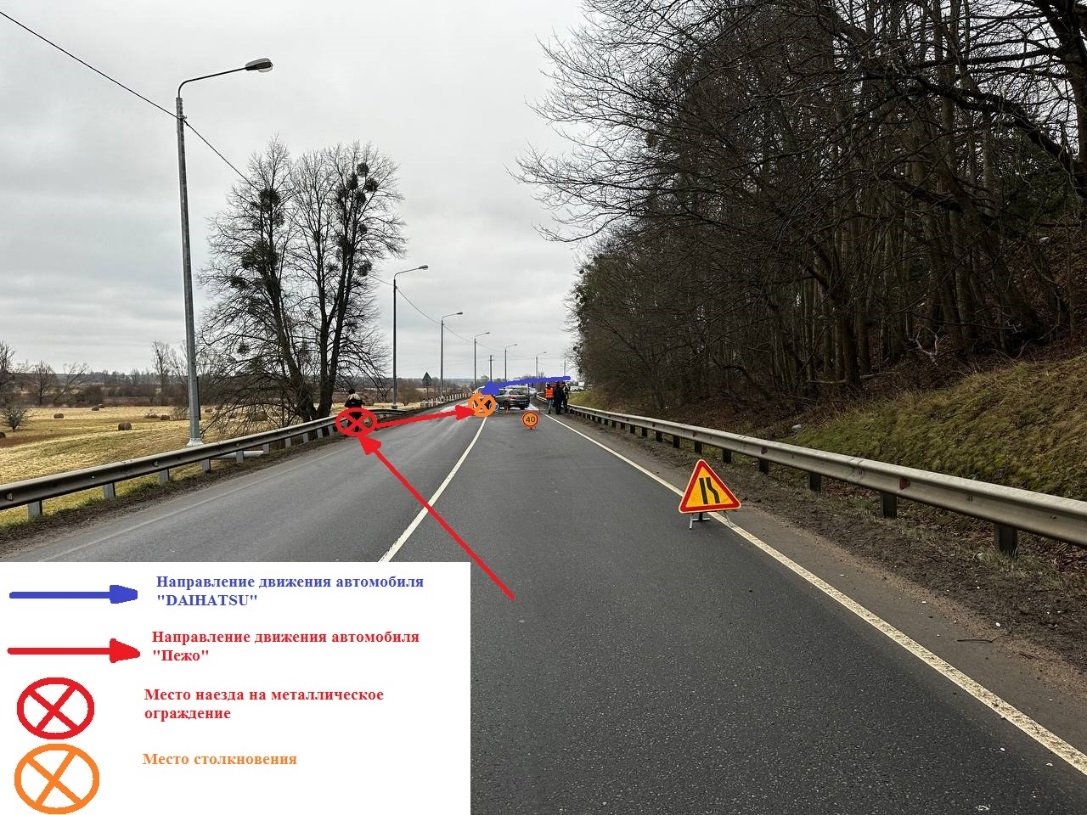 40
Направление движения автомобиля
"DAIHATSU"
Направление движения автомобиля
"Пежо"
Место наезда на металлическое
ограждение
Место столкновения